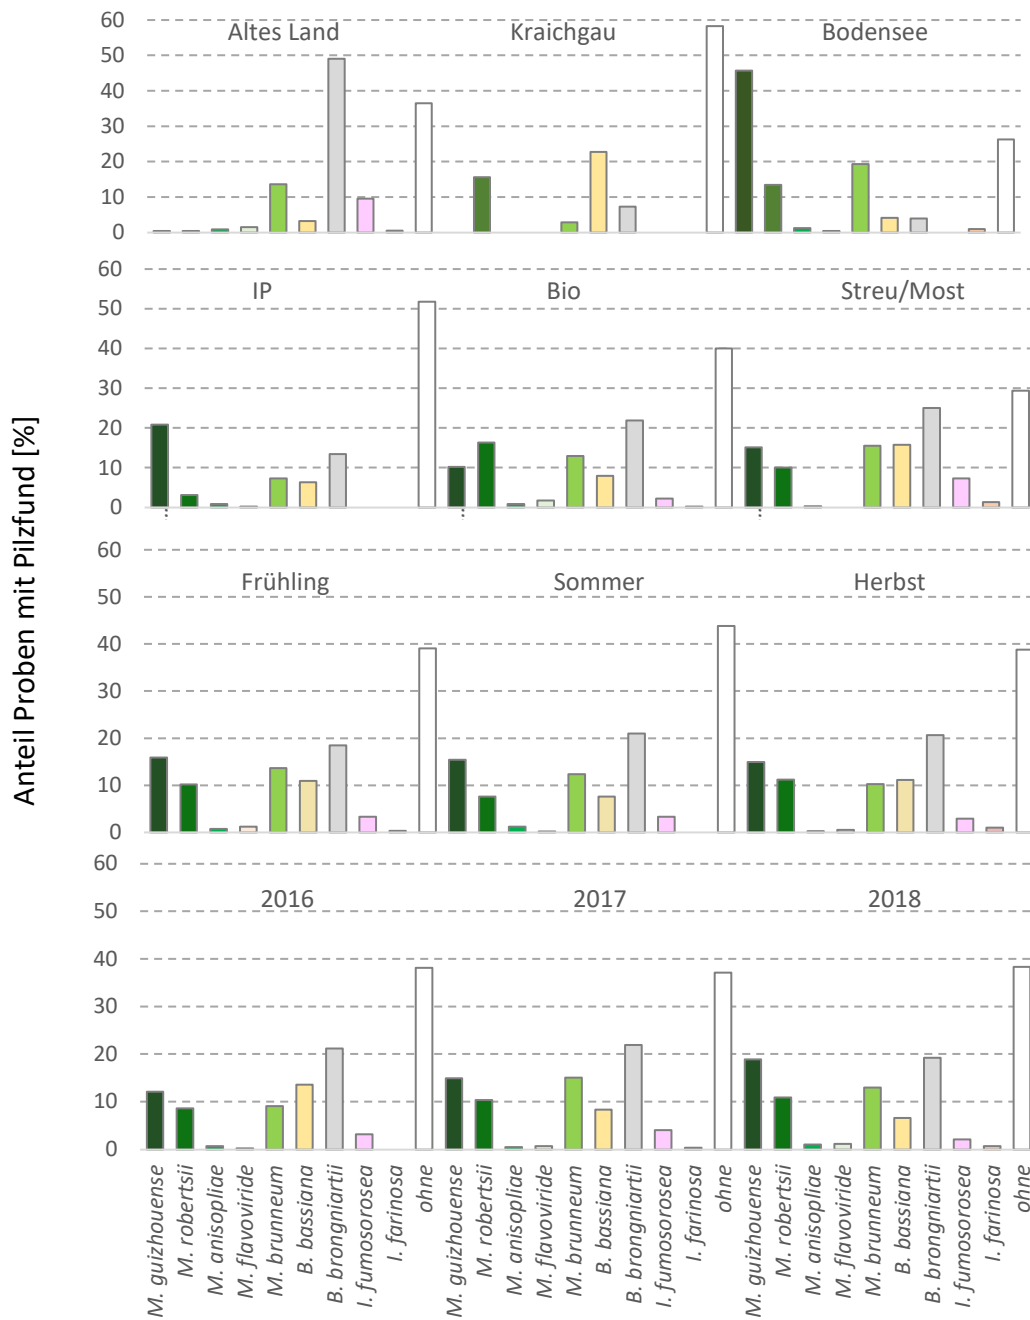 Anteil Proben mit Pilzfund [%]
60
50
40
30
20
10
0
Altes Land Kraichgau Bodensee
60
50
40
30
20
10
0
IP Bio Streu/Most
60
50
40
30
20
10
0
Frühling Sommer Herbst
60
50
40
30
20
10
0
2016 2017 2018
M. guizhouense
M. robertsii
M. anisopliae
M. flavoviride
M. brunneum
B. bassiana
B. brongniartii
I. fumosorosea
I. farinosa
ohne
M. guizhouense
M. robertsii
M. anisopliae
M. flavoviride
M. brunneum
B. bassiana
B. brongniartii
I. fumosorosea
I. farinosa
ohne
M. guizhouense
M. robertsii
M. anisopliae
M. flavoviride
M. brunneum
B. bassiana
B. brongniartii
I. fumosorosea
I. farinosa
ohne